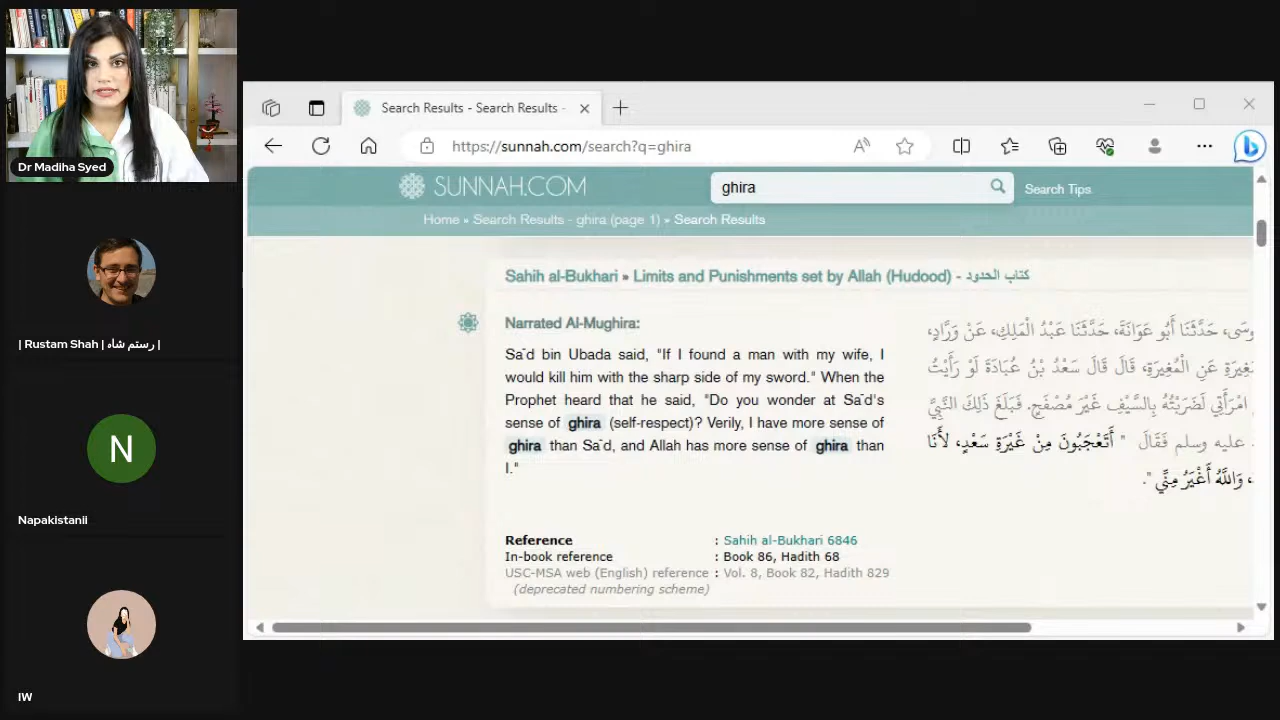 Dr Madiha Syed
| Rustam Shah | رستم شاه |
N
Napakistanii
IW
Search Results - Search Results -
https://sunnah.com/search?q=ghira
SUNNAH.COM
ghira
Search Tips
Home » Search Results - ghira (page 1) » Search Results
Sahih al-Bukhari » Limits and Punishments set by Allah (Hudood) - كتاب الحدود
Narrated Al-Mughira:
Sa`d bin Ubada said, "If I found a man with my wife, I
would kill him with the sharp side of my sword." When the
Prophet heard that he said, "Do you wonder at Sa`d's
sense of ghira (self-respect)? Verily, I have more sense of
ghira than Sa`d, and Allah has more sense of ghira than
I."
حَدَّثَنَا أَبُو عَوَانَةَ، حَدَّثَنَا عَبْدُ الْمَلِكِ، عَنْ وَرَّادٍ،
عَنِ الْمُغِيرَةِ، قَالَ قَالَ سَعْدُ بْنُ عُبَادَةَ لَوْ رَأَيْتُ
امْرَأَتِي لَضَرَبْتُهُ بِالسَّيْفِ غَيْرَ مُصْفَحٍ‏.‏ فَبَلَغَ ذَلِكَ النَّبِيَّ
عليه وسلم فَقَالَ ‏"‏ أَتَعْجَبُونَ مِنْ غَيْرَةِ سَعْدٍ، لأَنَا
وَاللَّهُ أَغْيَرُ مِنِّي ‏"‏‏.‏
Reference : Sahih al-Bukhari 6846
In-book reference : Book 86, Hadith 68
USC-MSA web (English) reference : Vol. 8, Book 82, Hadith 829
(deprecated numbering scheme)